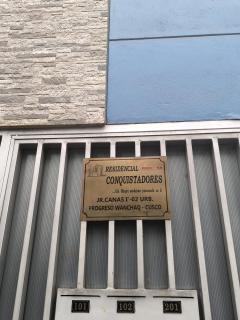 RESIDENCIAL
CONQUISTADORES
JR.CANAS I'-02 URB.
PROGRESO WANCHAQ - CUSCO
101 102 201